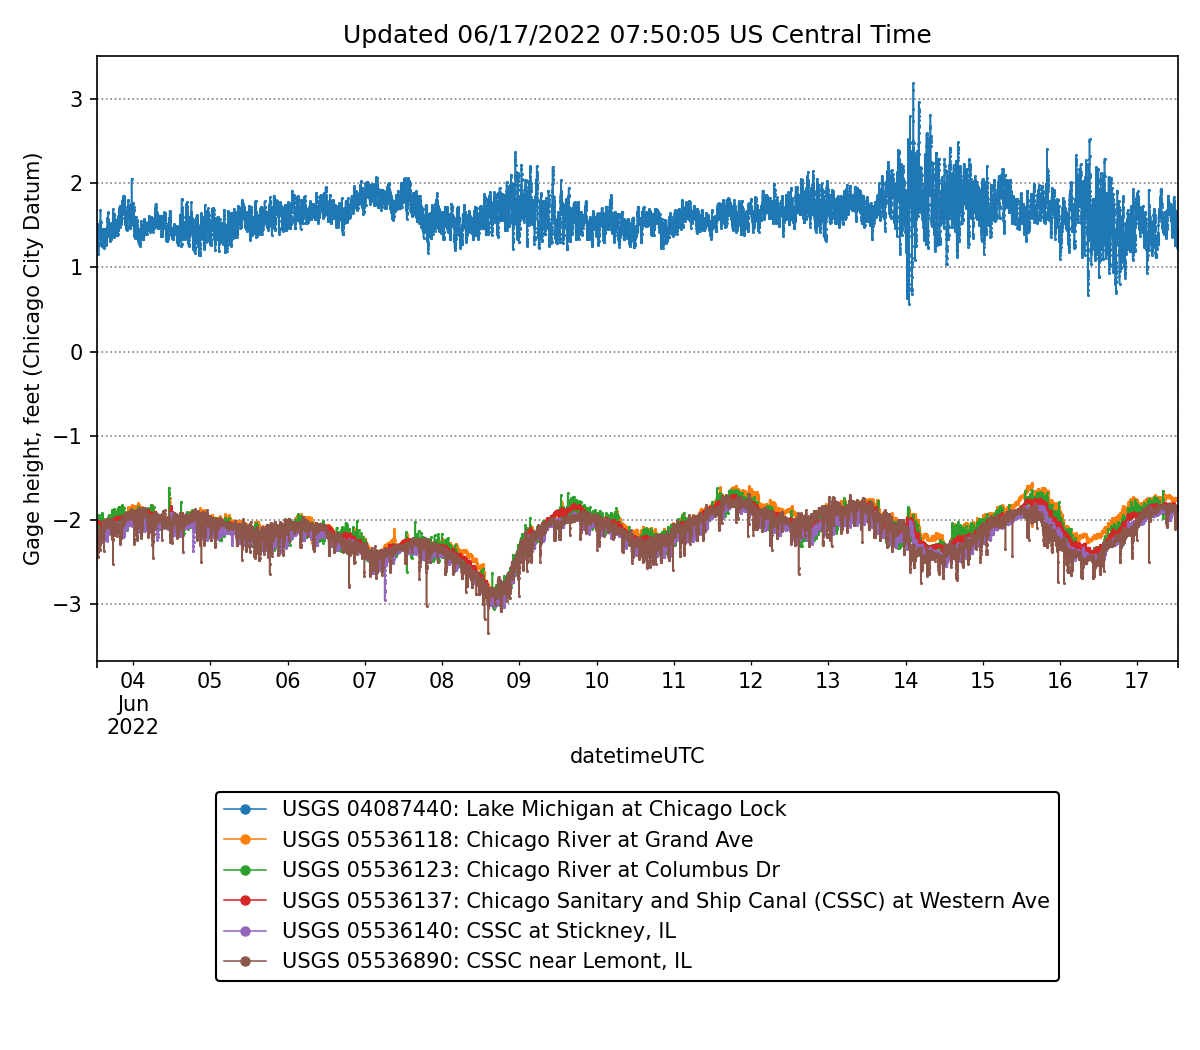 Updated 06/17/2022 07:50:05 US Central Time
Gage height, feet (Chicago City Datum)
3
2
1
0
−1
−2
−3
04 05 06 07 08 09 10 11 12 13 14 15 16 17
Jun
2022
datetimeUTC
USGS 04087440: Lake Michigan at Chicago Lock
USGS 05536118: Chicago River at Grand Ave
USGS 05536123: Chicago River at Columbus Dr
USGS 05536137: Chicago Sanitary and Ship Canal (CSSC) at Western Ave
USGS 05536140: CSSC at Stickney, IL
USGS 05536890: CSSC near Lemont, IL